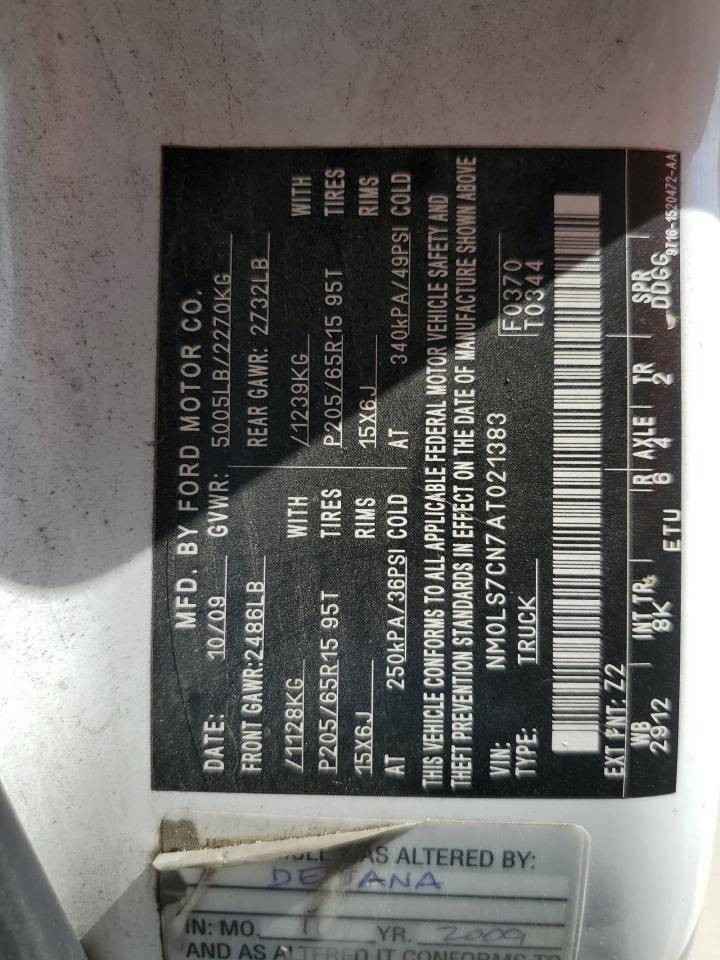 MFD. BY FORD MOTOR CO.
DATE: 10/09 GVWR: 5005LB/2270KG
FRONT GAWR: 2486LB REAR GAWR: 2732LB
/1128KG WITH /1239KG WITH
P205/65R15 95T TIRES P205/65R15 95T TIRES
15X6J RIMS 15X6J RIMS
AT 250kPA/36PSI COLD AT 340kPA/49PSI COLD
THIS VEHICLE CONFORMS TO ALL APPLICABLE FEDERAL MOTOR VEHICLE SAFETY AND
THEFT PREVENTION STANDARDS IN EFFECT ON THE DATE OF MANUFACTURE SHOWN ABOVE
VIN: NM0LS7CN7AT021383 F0370
TYPE: TRUCK T0344
EXT PNT: Z2
WB INT TR R AXLE TR SPR
2912 8K 6 4 2 DDGG
ETU 9T16-1520472-AA
WAS ALTERED BY:
DEJANA
IN: MO. 11 YR. 2009
AND AS ALTERED IT CONFORMS TO